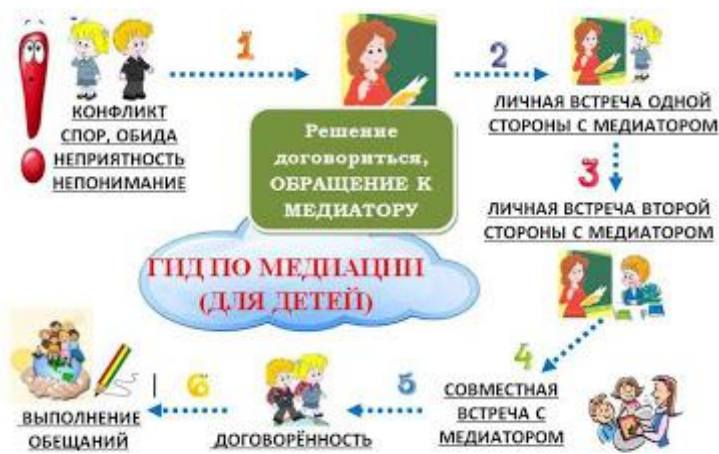 1
2
КОНФЛИКТ
СПОР, ОБИДА
НЕПРИЯТНОСТЬ
НЕПОНИМАНИЕ
Решение
договориться,
ОБРАЩЕНИЕ К
МЕДИАТОРУ
ЛИЧНАЯ ВСТРЕЧА ОДНОЙ
СТОРОНЫ С МЕДИАТОРОМ
3
ЛИЧНАЯ ВСТРЕЧА ВТОРОЙ
СТОРОНЫ С МЕДИАТОРОМ
ГИД ПО МЕДИАЦИИ
(ДЛЯ ДЕТЕЙ)
4
СОВМЕСТНАЯ
ВСТРЕЧА С
МЕДИАТОРОМ
5
ДОГОВОРЁННОСТЬ
6
ВЫПОЛНЕНИЕ
ОБЕЩАНИЙ